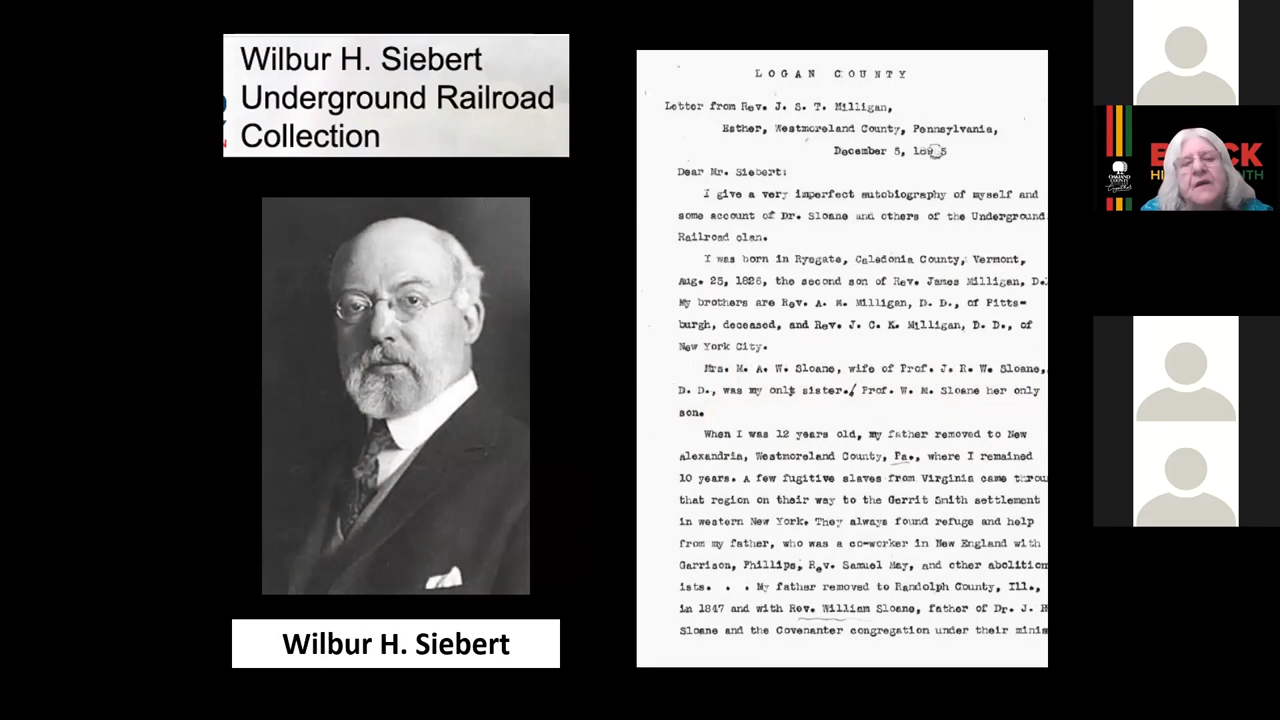 Wilbur H. Siebert
Underground Railroad
Collection
Wilbur H. Siebert
LOGAN COUNTY
Letter from Rev. J. S. T. Milligan,
Esther, Westmoreland County, Pennsylvania,
December 5, 1895
Dear Mr. Siebert:
I give a very imperfect autobiography of myself and
some account of Dr. Sloane and others of the Underground
Railroad clan.
I was born in Ryegate, Caledonia County, Vermont,
Aug. 25, 1826, the second son of Rev. James Milligan, D.
My brothers are Rev. A. M. Milligan, D. D., of Pitts-
burgh, deceased, and Rev. J. C. K. Milligan, D. D., of
New York City.
Mrs. M. A. W. Sloane, wife of Prof. J. R. W. Sloane,
D. D., was my only sister. Prof. W. M. Sloane her only
son.
When I was 12 years old, my father removed to New
alexandria, Westmoreland County, Pa., where I remained
10 years. A few fugitive slaves from Virginia came throu
that region on their way to the Gerrit Smith settlement
in western New York. They always found refuge and help
from my father, who was a co-worker in New England with
Garrison, Phillips, Rev. Samuel May, and other abolition
ists. . . My father removed to Randolph County, Ill.,
in 1847 and with Rev. William Sloane, father of Dr. J. R
Sloane and the Covenanter congregation under their minis
OAKLAND COUNTY